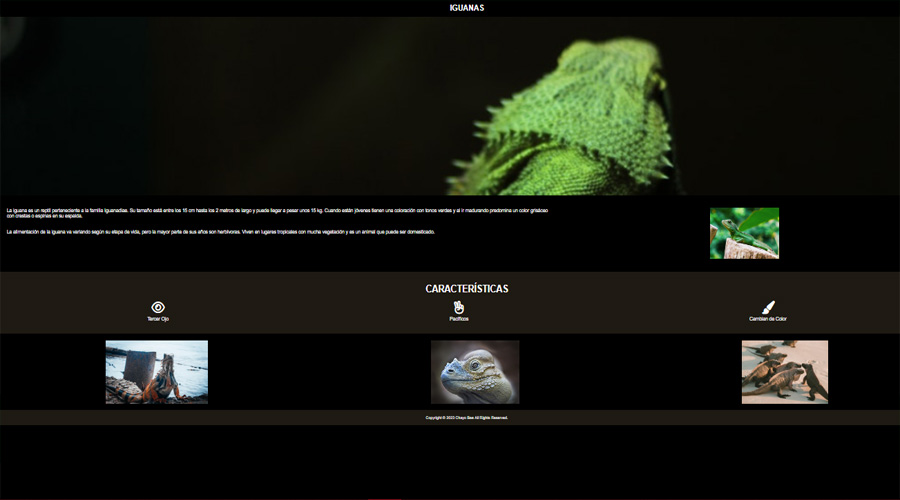 IGUANAS
La iguana es un reptil perteneciente a la familia Iguanadias. Su tamaño está entre los 15 cm hasta los 2 metros de largo y puede llegar a pesar unos 15 kg. Cuando están jóvenes tienen una coloración con tonos verdes y al ir madurando predomina un color grisáceo
con crestas o espinas en su espalda.
La alimentación de la iguana va variando según su etapa de vida, pero la mayor parte de sus años son herbívoras. Viven en lugares tropicales con mucha vegetación y es un animal que puede ser domesticado.
CARACTERÍSTICAS
Tercer Ojo
Pacíficos
Cambian de Color
Copyright © 2023 All Rights Reserved.